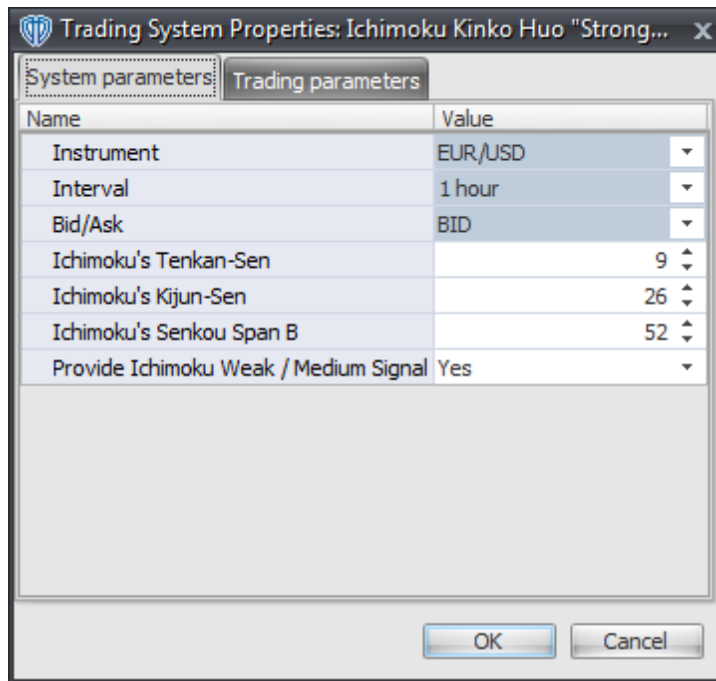 Trading System Properties: Ichimoku Kinko Huo "Strong... x
System parameters Trading parameters
Name Value
Instrument EUR/USD
Interval 1 hour
Bid/Ask BID
Ichimoku's Tenkan-Sen 9
Ichimoku's Kijun-Sen 26
Ichimoku's Senkou Span B 52
Provide Ichimoku Weak / Medium Signal Yes
OK Cancel